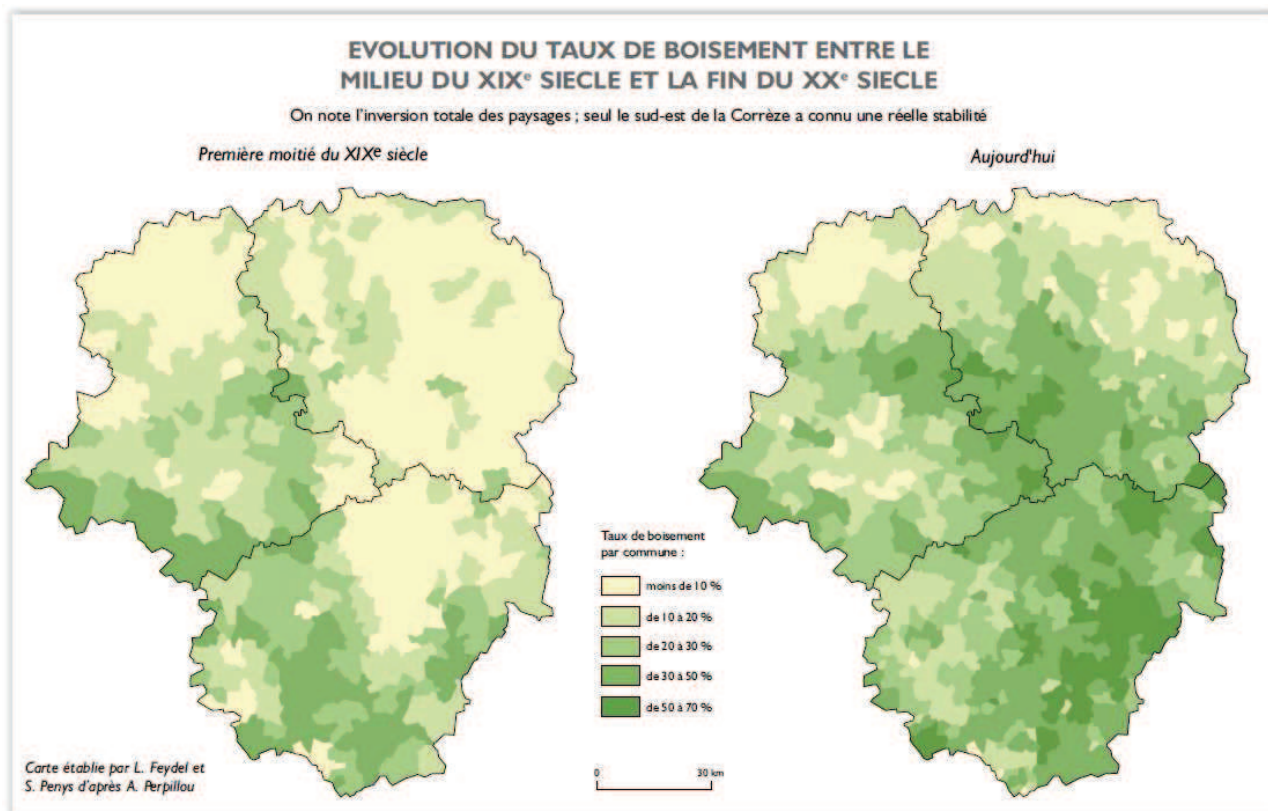 EVOLUTION DU TAUX DE BOISEMENT ENTRE LE
MILIEU DU XIXe SIECLE ET LA FIN DU XXe SIECLE
On note l'inversion totale des paysages ; seul le sud-est de la Corrèze a connu une réelle stabilité
Première moitié du XIXe siècle
Aujourd'hui
Taux de boisement
par commune :
moins de 10 %
de 10 à 20 %
de 20 à 30 %
de 30 à 50 %
de 50 à 70 %
0 30 km
Carte établie par L. Feydel et
S. Penys d'après A. Perpillou